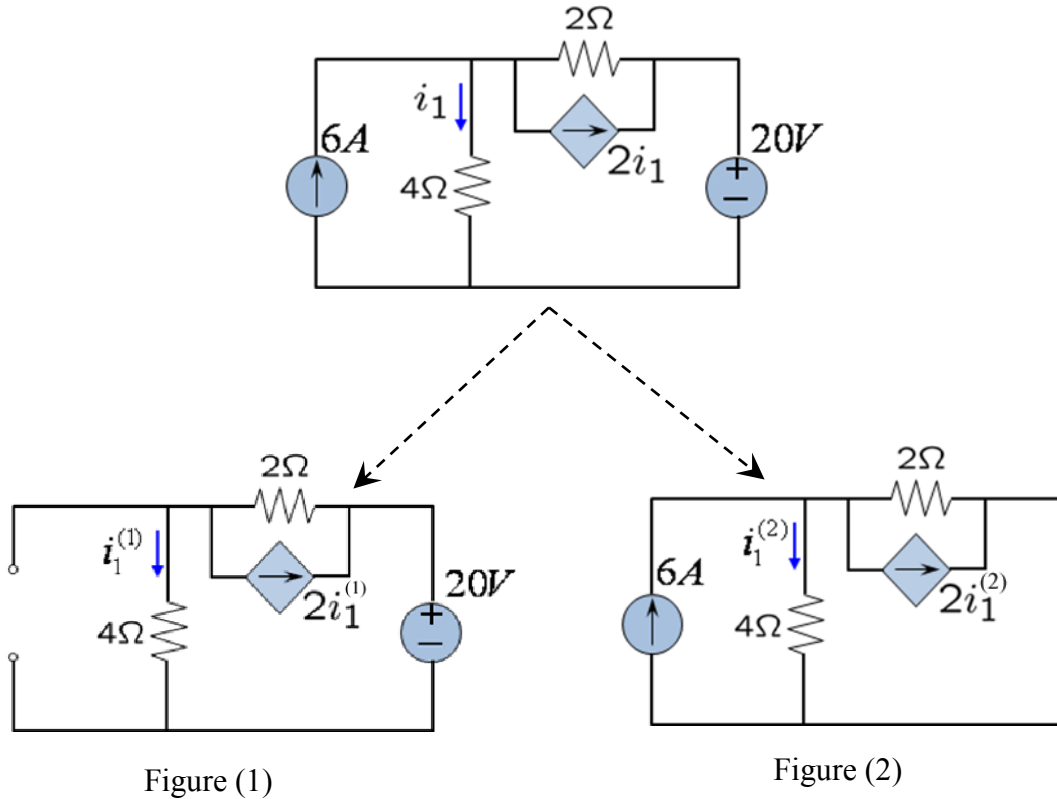 2Ω
i₁
6A
4Ω
2i₁
20V
+
−
2Ω
i₁⁽¹⁾
4Ω
2i₁⁽¹⁾
20V
+
−
Figure (1)
2Ω
i₁⁽²⁾
6A
4Ω
2i₁⁽²⁾
Figure (2)